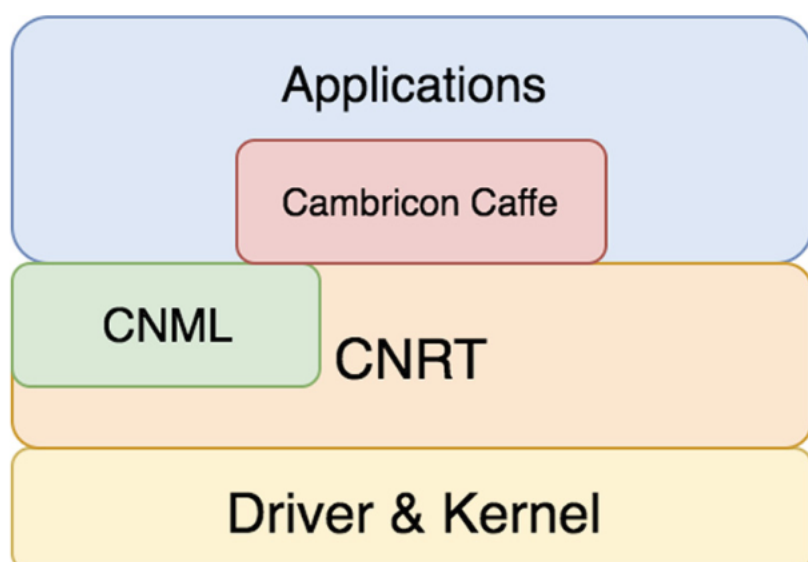 Applications
Cambricon Caffe
CNML
CNRT
Driver & Kernel